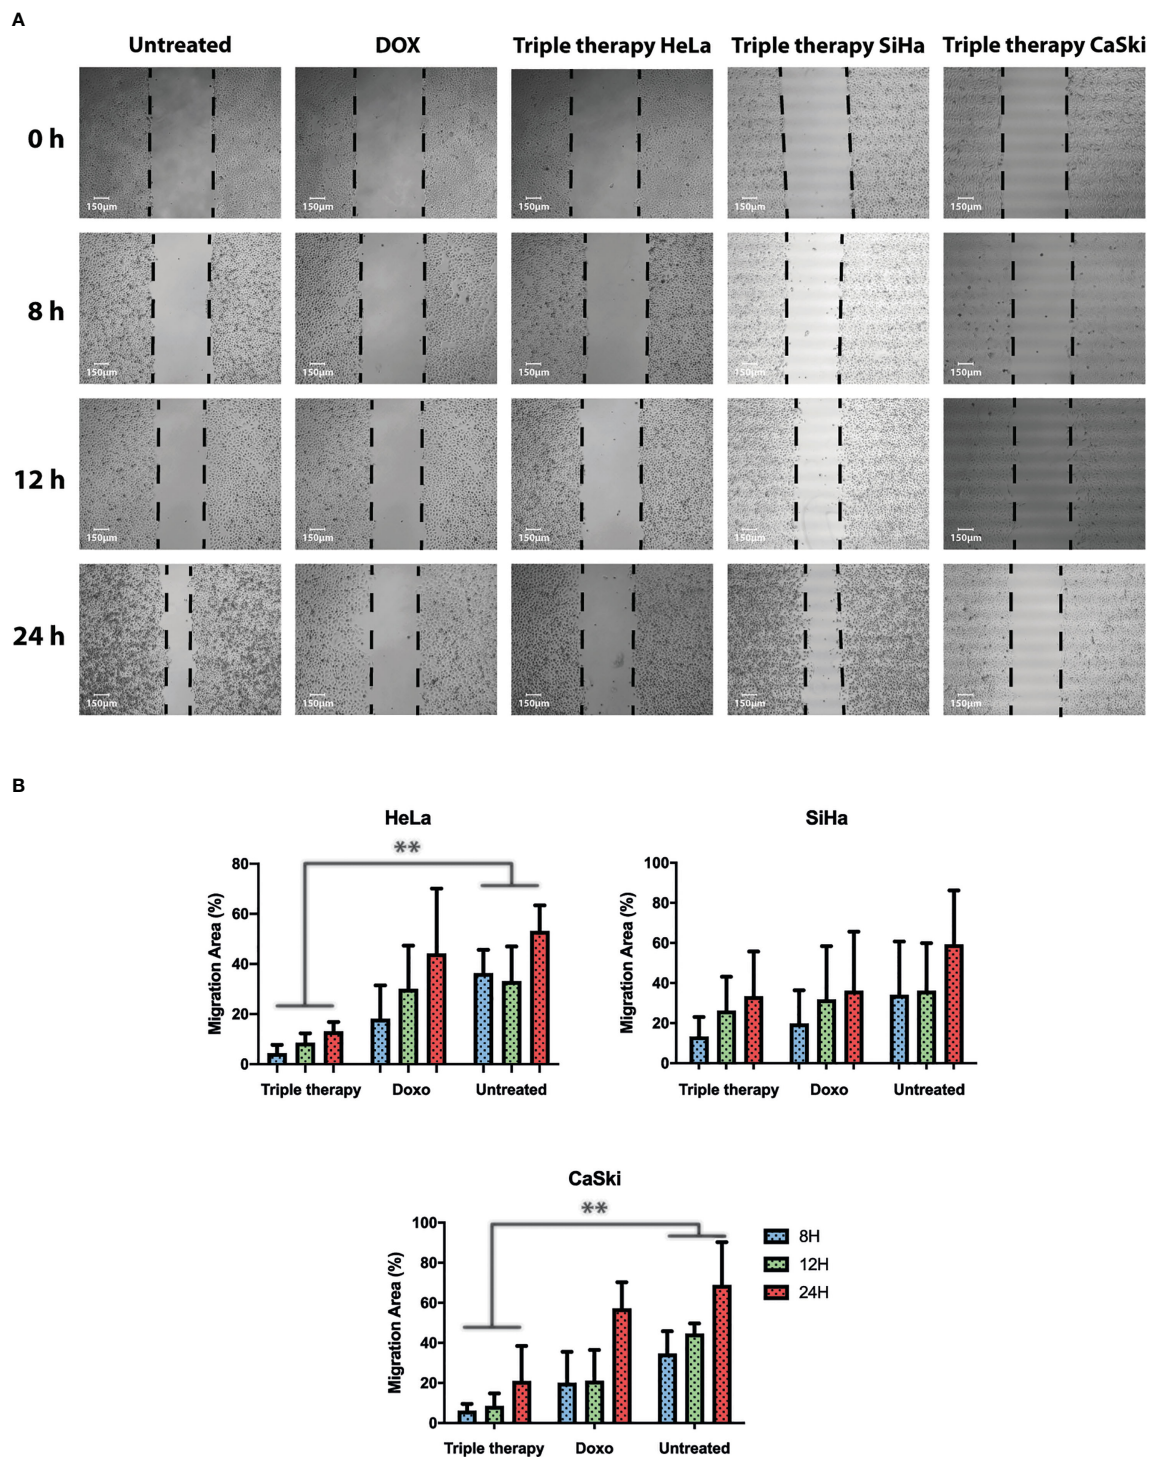 A
Untreated DOX Triple therapy HeLa Triple therapy SiHa Triple therapy CaSki
0 h
150µm 150µm 150µm 150µm 150µm
8 h
150µm 150µm 150µm 150µm 150µm
12 h
150µm 150µm 150µm 150µm 150µm
24 h
150µm 150µm 150µm 150µm 150µm
B
HeLa
**
Migration Area (%)
80
60
40
20
0
Triple therapy Doxo Untreated
SiHa
Migration Area (%)
100
80
60
40
20
0
Triple therapy Doxo Untreated
CaSki
**
Migration Area (%)
100
80
60
40
20
0
Triple therapy Doxo Untreated
8H
12H
24H